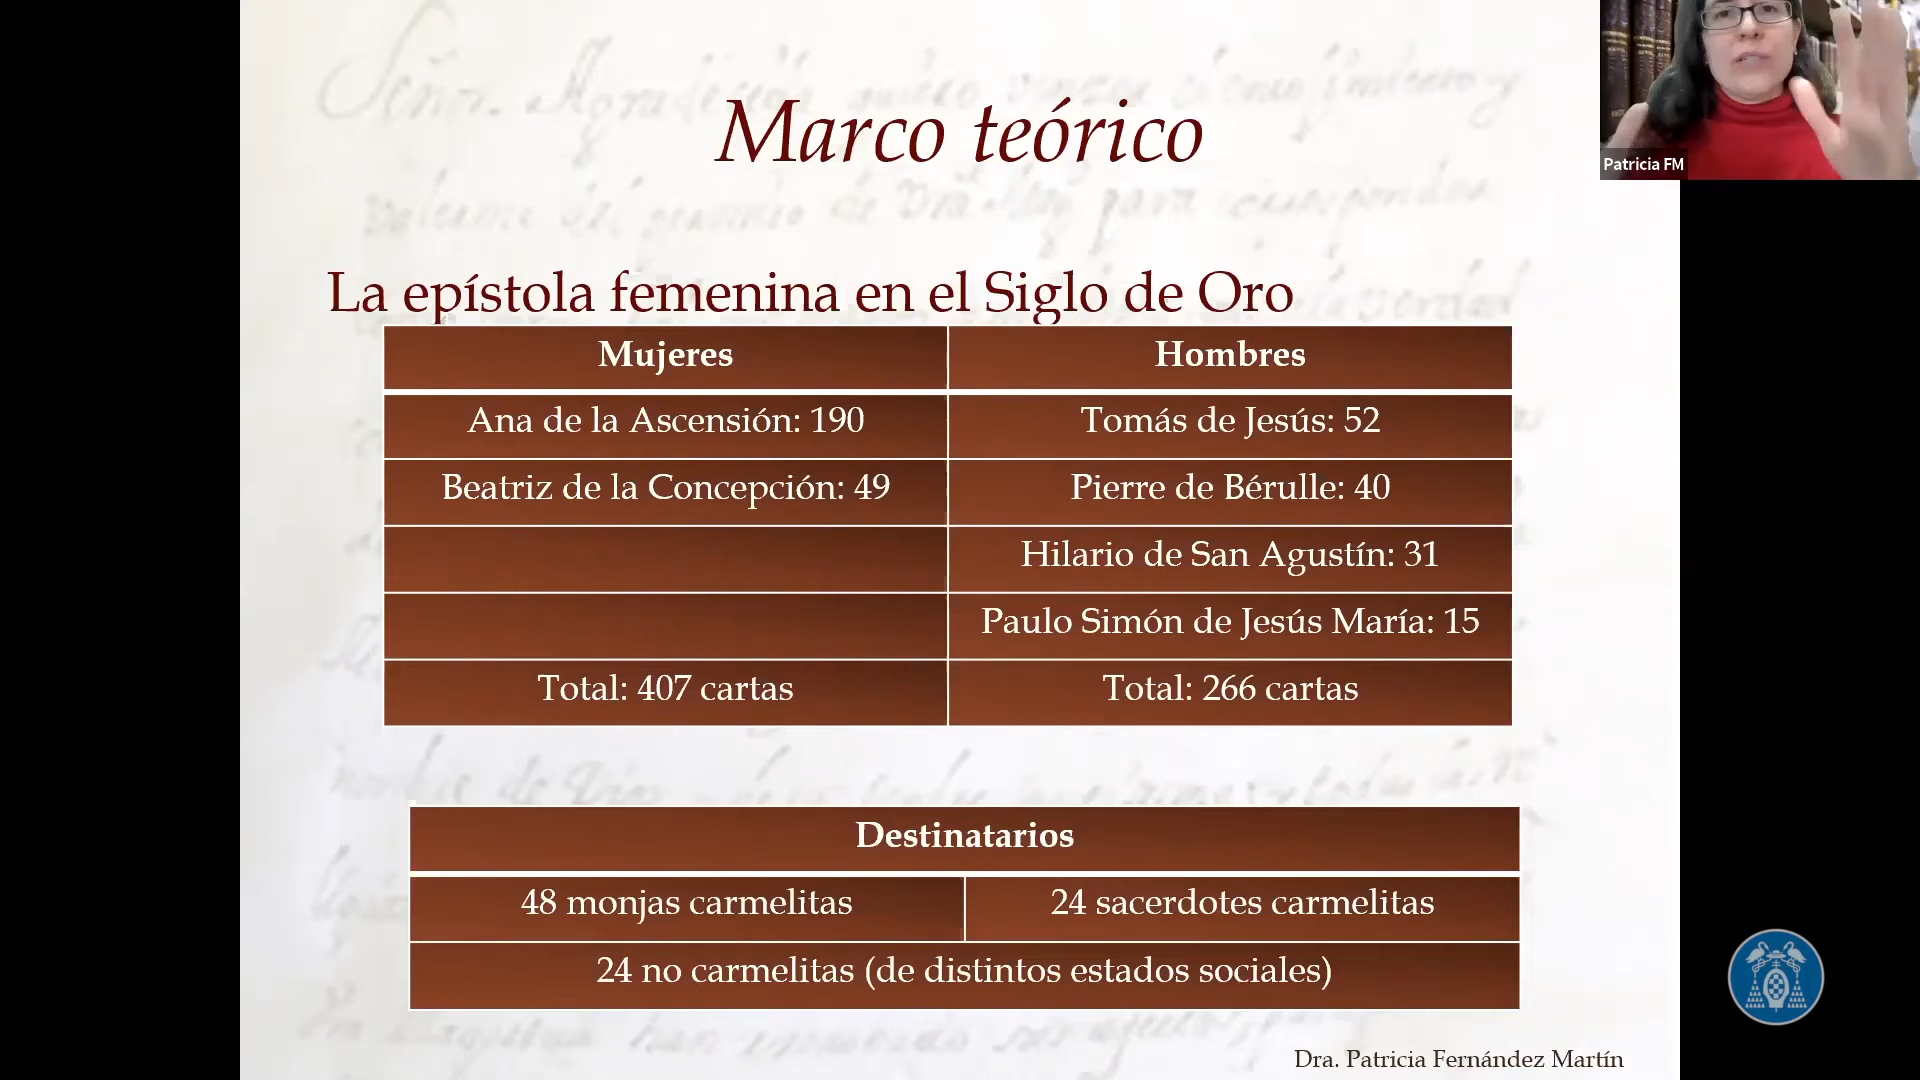 Marco teórico
Patricia FM
La epístola femenina en el Siglo de Oro
Mujeres Hombres
Ana de la Ascensión: 190 Tomás de Jesús: 52
Beatriz de la Concepción: 49 Pierre de Bérulle: 40
Hilario de San Agustín: 31
Paulo Simón de Jesús María: 15
Total: 407 cartas Total: 266 cartas
Destinatarios
48 monjas carmelitas 24 sacerdotes carmelitas
24 no carmelitas (de distintos estados sociales)
Dra. Patricia Fernández Martín